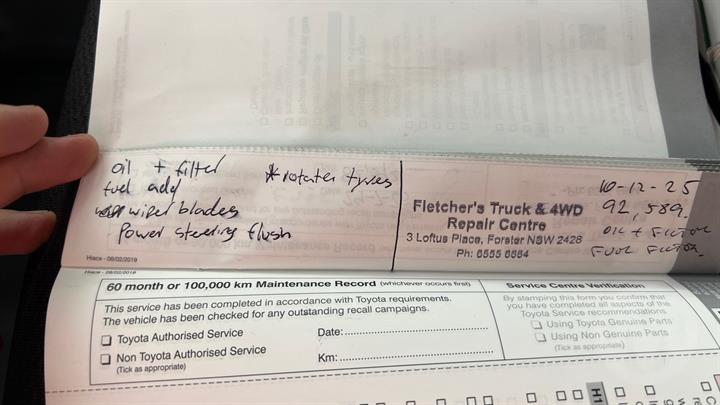 oil + filter
* rotater tyres
fuel ady
wiper blades
Power steering flush
Fletcher's Truck & 4WD
Repair Centre
3 Loftus Place, Forster NSW 2428
Ph: 6555 6664
10-12-25
92,589.
OIL + FILTOR
FUEL FILTOR.
Hiace - 08/02/2019
Hiace - 08/02/2019
60 month or 100,000 km Maintenance Record (whichever occurs first)
This service has been completed in accordance with Toyota requirements.
The vehicle has been checked for any outstanding recall campaigns.
Toyota Authorised Service
Non Toyota Authorised Service
(Tick as appropriate)
Date:
Km:
Service Centre Verification
By stamping this form you confirm that
you have completed all aspects of the
Toyota Service recommendations
Using Toyota Genuine Parts
Using Non Genuine Parts
(Tick as appropriate)